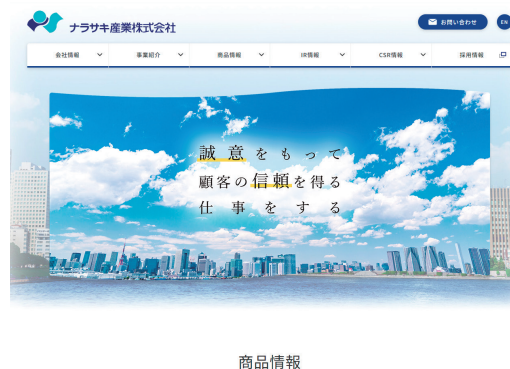 ナラサキ産業株式会社
お問い合わせ
EN
会社情報
事業紹介
商品情報
IR情報
CSR情報
採用情報
誠意をもって
顧客の信頼を得る
仕事をする
商品情報